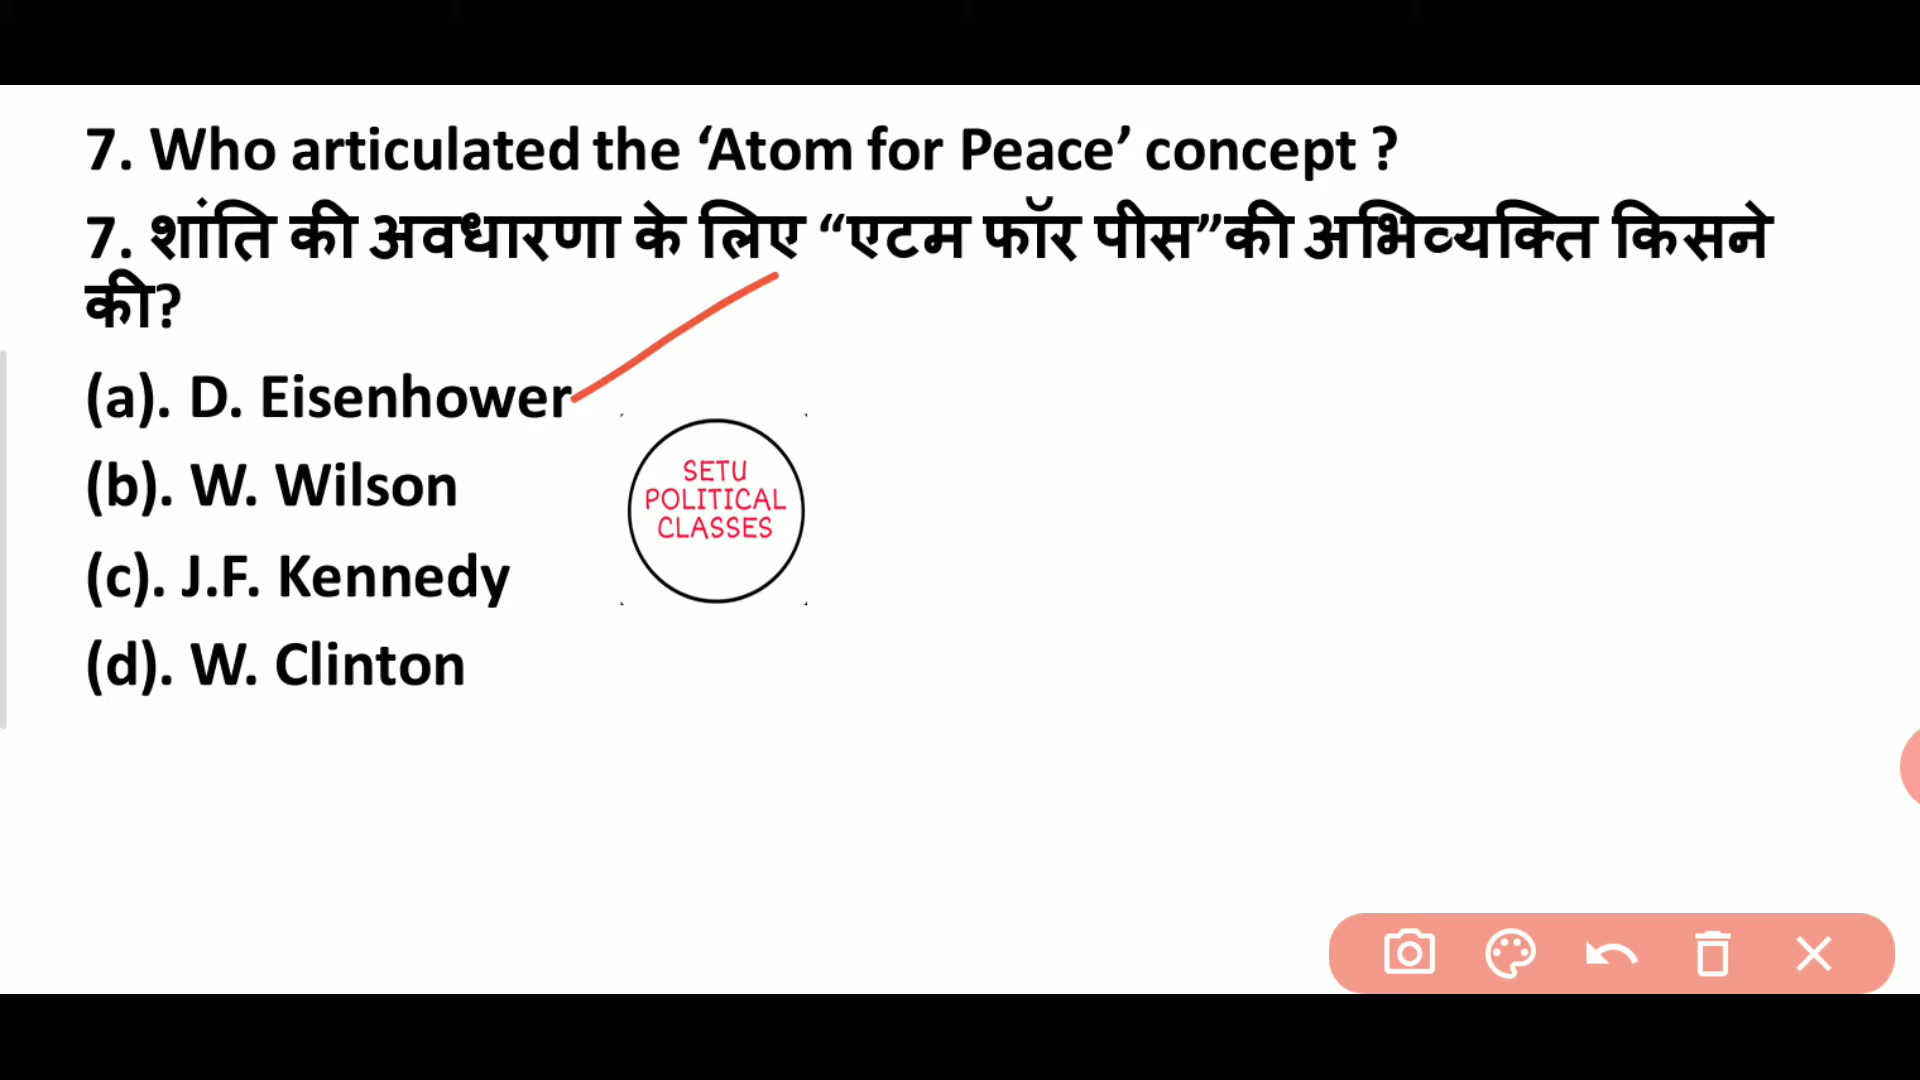 7. Who articulated the ‘Atom for Peace’ concept ?
7. शांति की अवधारणा के लिए “एटम फॉर पीस”की अभिव्यक्ति किसने
की?
(a). D. Eisenhower
(b). W. Wilson
(c). J.F. Kennedy
(d). W. Clinton
SETU
POLITICAL
CLASSES